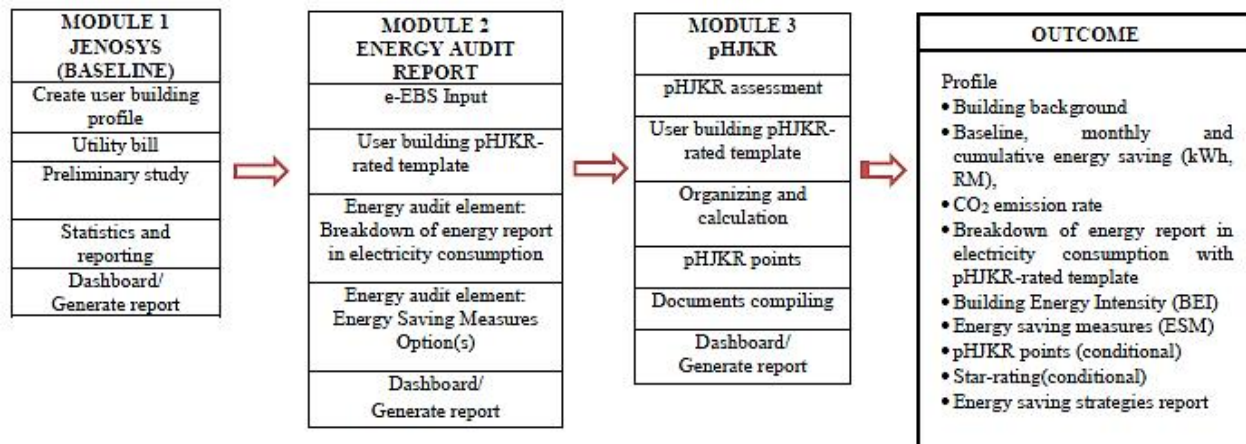 MODULE 1
JENOSYS
(BASELINE)
Create user building
profile
Utility bill
Preliminary study
Statistics and
reporting
Dashboard/
Generate report
MODULE 2
ENERGY AUDIT
REPORT
e-EBS Input
User building pHJKR-
rated template
Energy audit element:
Breakdown of energy report
in electricity consumption
Energy audit element:
Energy Saving Measures
Option(s)
Dashboard/
Generate report
MODULE 3
pHJKR
pHJKR assessment
User building pHJKR-
rated template
Organizing and
calculation
pHJKR points
Documents compiling
Dashboard/
Generate report
OUTCOME
Profile
• Building background
• Baseline, monthly and
cumulative energy saving (kWh,
RM),
• CO₂ emission rate
• Breakdown of energy report in
electricity consumption with
pHJKR-rated template
• Building Energy Intensity (BEI)
• Energy saving measures (ESM)
• pHJKR points (conditional)
• Star-rating(conditional)
• Energy saving strategies report